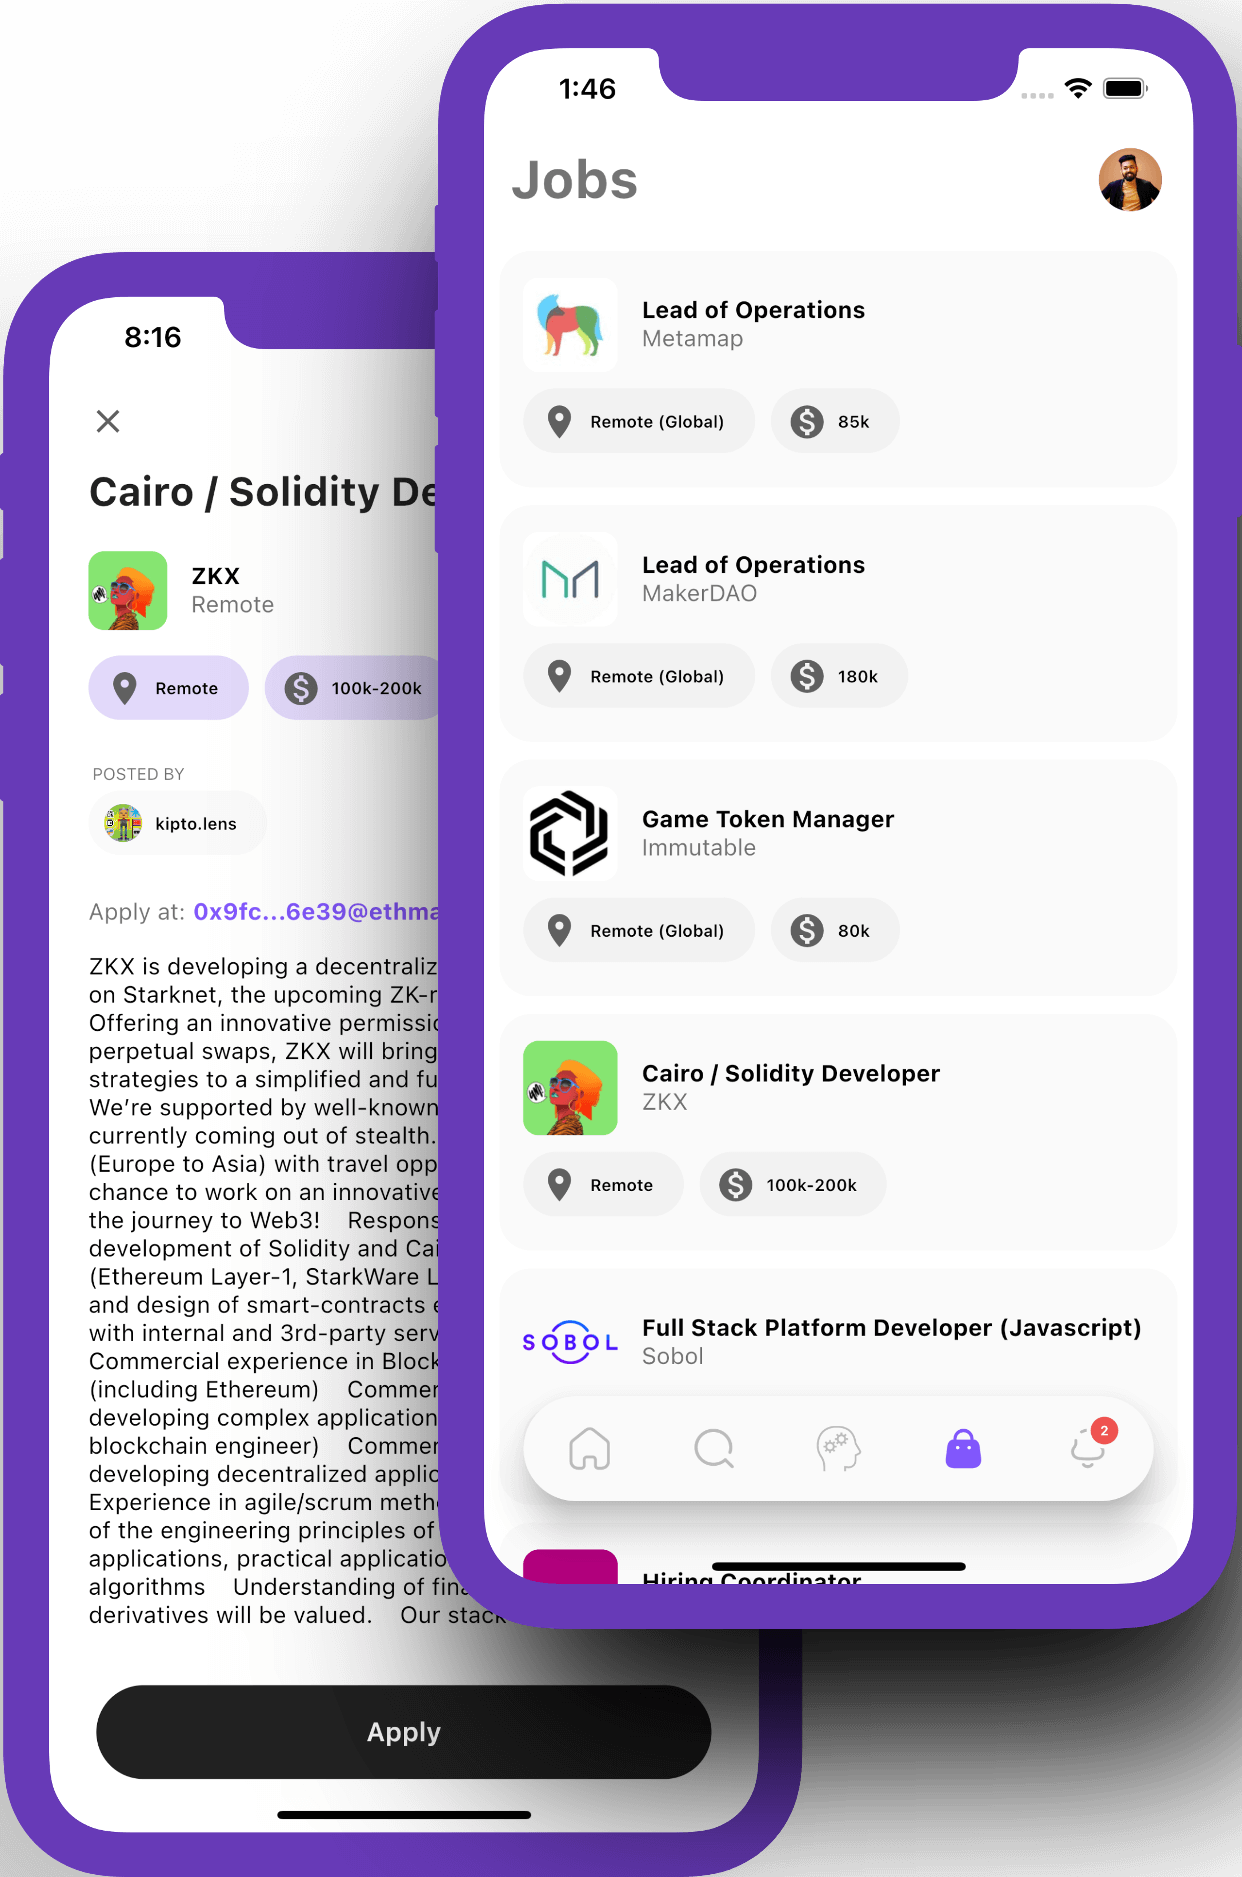 1:46
Jobs
Lead of Operations
Metamap
Remote (Global)
85k
Lead of Operations
MakerDAO
Remote (Global)
180k
Game Token Manager
Immutable
Remote (Global)
80k
Cairo / Solidity Developer
ZKX
Remote
100k-200k
SOBOL
Full Stack Platform Developer (Javascript)
Sobol
2
Hiring Coordinator
8:16
Cairo / Solidity De
ZKX
Remote
Remote
100k-200k
POSTED BY
kipto.lens
Apply at: 0x9fc...6e39@ethma
ZKX is developing a decentraliz
on Starknet, the upcoming ZK-r
Offering an innovative permissio
perpetual swaps, ZKX will bring
strategies to a simplified and fu
We’re supported by well-known
currently coming out of stealth.
(Europe to Asia) with travel opp
chance to work on an innovative
the journey to Web3! Respons
development of Solidity and Cai
(Ethereum Layer-1, StarkWare L
and design of smart-contracts e
with internal and 3rd-party serv
Commercial experience in Block
(including Ethereum) Commer
developing complex application
blockchain engineer) Commer
developing decentralized applic
Experience in agile/scrum meth
of the engineering principles of
applications, practical applicatio
algorithms Understanding of fina
derivatives will be valued. Our stack
Apply